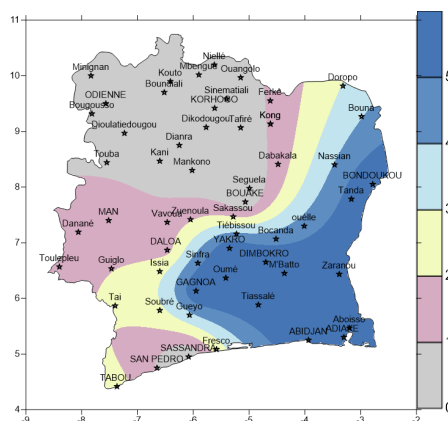 11
Niellé
Minignan
Mbengué
Kouto
Ouangolo
10
Doropo
Boundiali
Sinematiali
ODIENNE
Ferké
KORHOGO
Bougousso
Bouna
Dikodougou
Kong
Tafiré
Dioulatiedougou
9
Dianra
Kani
Dabakala
Nassian
Touba
Mankono
BONDOUKOU
8
Seguela
Tanda
BOUAKE
Zuenoula
Sakassou
MAN
Vavoua
ouélle
Danané
Tiébissou
Bocanda
7
DALOA
YAKRO
Toulepleu
Guiglo
Issia
Sinfra
DIMBOKRO
Zaranou
M'Batto
Oumé
GAGNOA
6
Tai
Soubré
Tiassalé
Gueyo
Aboisso
ABIDJAN
ADIAKE
Fresco
5
SASSANDRA
SAN PEDRO
TABOU
4
-9 -8 -7 -6 -5 -4 -3